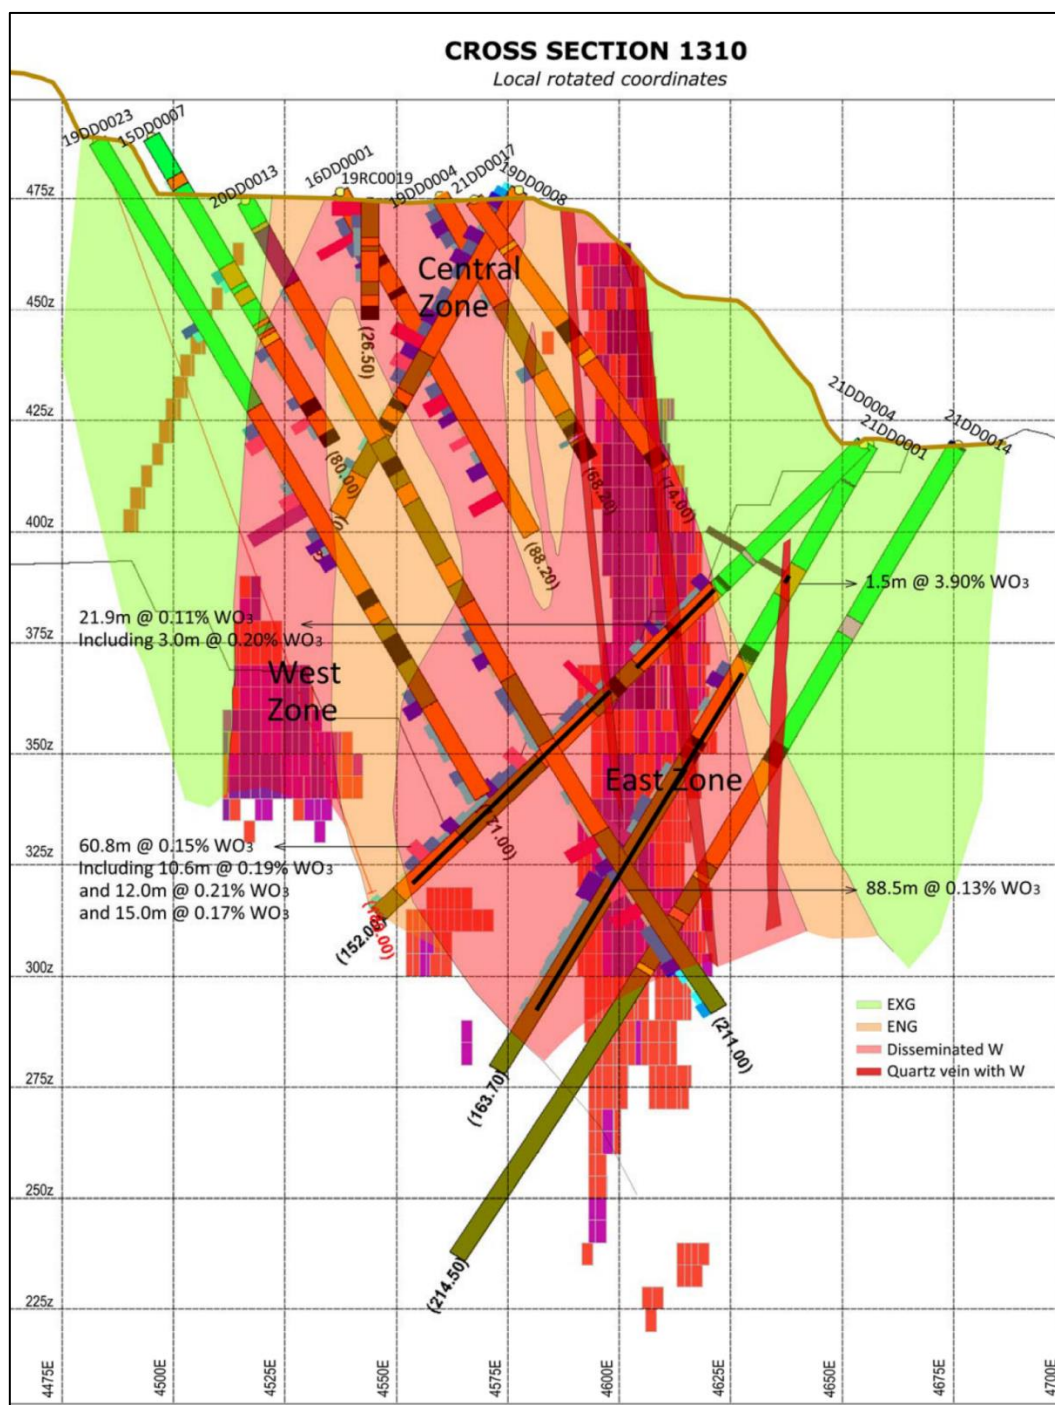 CROSS SECTION 1310
Local rotated coordinates
19DD0023
15DD0007
20DD0013
16DD0001
19RC0019
19DD0004
21DD0017
19DD0008
475z
Central
Zone
450z
(26.50)
425z
21DD0004
21DD0001
21DD0014
(80.00)
(68.20)
(74.00)
400z
(88.20)
1.5m @ 3.90% WO₃
21.9m @ 0.11% WO₃
Including 3.0m @ 0.20% WO₃
375z
West
Zone
350z
East Zone
60.8m @ 0.15% WO₃
Including 10.6m @ 0.19% WO₃
and 12.0m @ 0.21% WO₃
and 15.0m @ 0.17% WO₃
325z
88.5m @ 0.13% WO₃
(152.00)
300z
EXG
ENG
Disseminated W
Quartz vein with W
(211.00)
275z
(163.70)
250z
(214.50)
225z
4475E
4500E
4525E
4550E
4575E
4600E
4625E
4650E
4675E